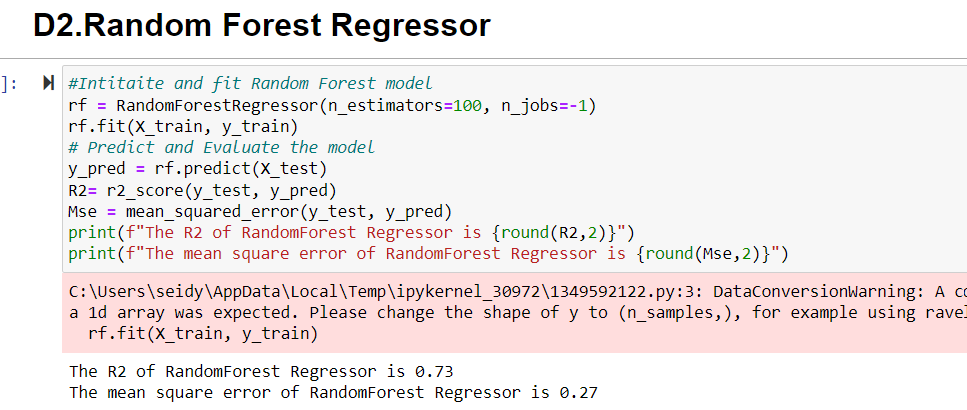 D2.Random Forest Regressor
]:
#Intitaite and fit Random Forest model
rf = RandomForestRegressor(n_estimators=100, n_jobs=-1)
rf.fit(X_train, y_train)
# Predict and Evaluate the model
y_pred = rf.predict(X_test)
R2= r2_score(y_test, y_pred)
Mse = mean_squared_error(y_test, y_pred)
print(f"The R2 of RandomForest Regressor is {round(R2,2)}")
print(f"The mean square error of RandomForest Regressor is {round(Mse,2)}")
C:\Users\seidy\AppData\Local\Temp\ipykernel_30972\1349592122.py:3: DataConversionWarning: A
a 1d array was expected. Please change the shape of y to (n_samples,), for example using ravel
rf.fit(X_train, y_train)
The R2 of RandomForest Regressor is 0.73
The mean square error of RandomForest Regressor is 0.27